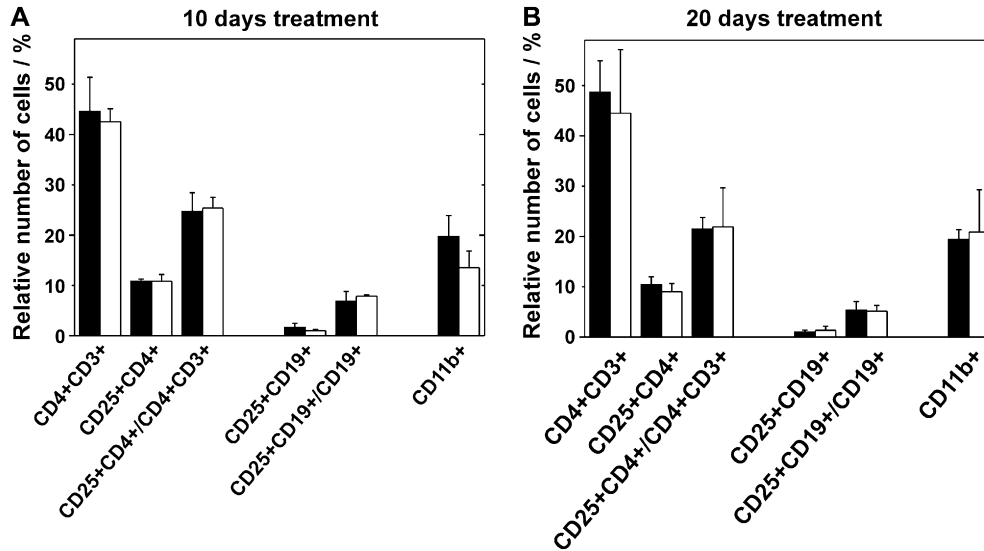 A
10 days treatment
Relative number of cells / %
50
40
30
20
10
0
CD4+CD3+
CD25+CD4+
CD25+CD4+/CD4+CD3+
CD25+CD19+
CD25+CD19+/CD19+
CD11b+
B
20 days treatment
Relative number of cells / %
50
40
30
20
10
0
CD4+CD3+
CD25+CD4+
CD25+CD4+/CD4+CD3+
CD25+CD19+
CD25+CD19+/CD19+
CD11b+